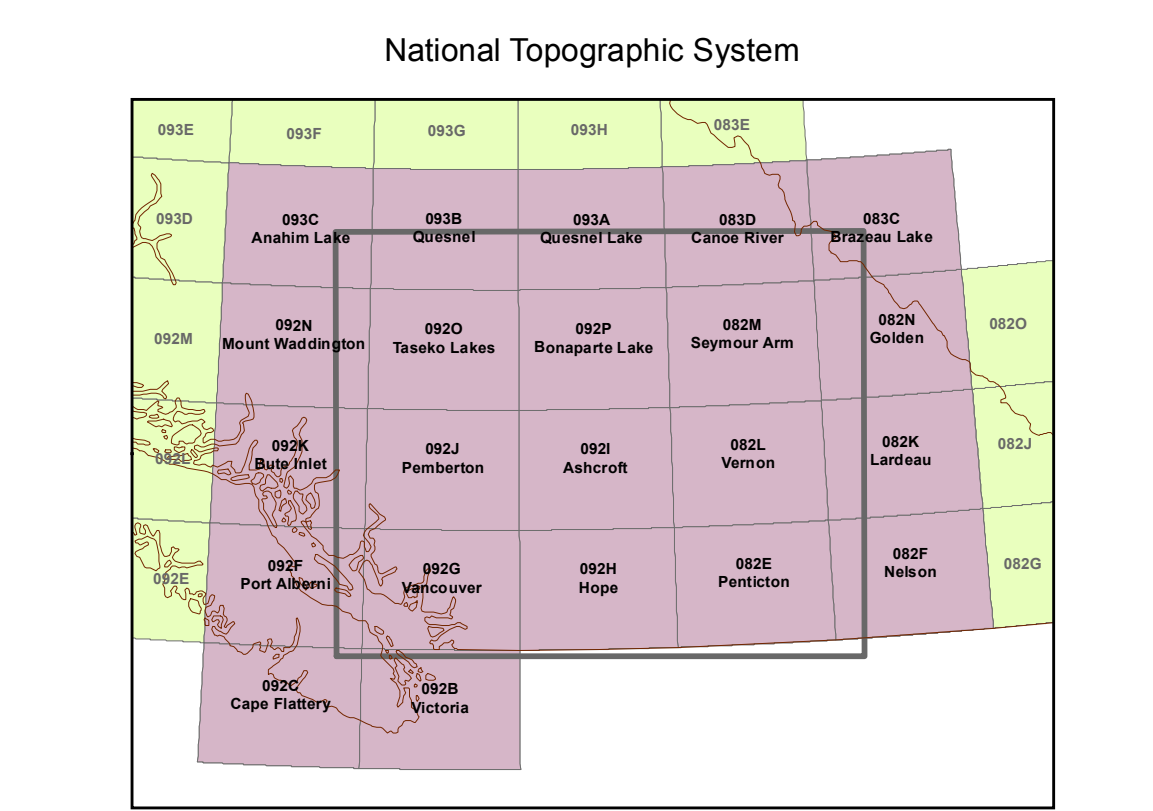 National Topographic System
093E
093F
093G
093H
083E
093D
093C
Anahim Lake
093B
Quesnel
093A
Quesnel Lake
083D
Canoe River
083C
Brazeau Lake
092M
092N
Mount Waddington
092O
Taseko Lakes
092P
Bonaparte Lake
082M
Seymour Arm
082N
Golden
082O
092L
092K
Bute Inlet
092J
Pemberton
092I
Ashcroft
082L
Vernon
082K
Lardeau
082J
092E
092F
Port Alberni
092G
Vancouver
092H
Hope
082E
Penticton
082F
Nelson
082G
092C
Cape Flattery
092B
Victoria